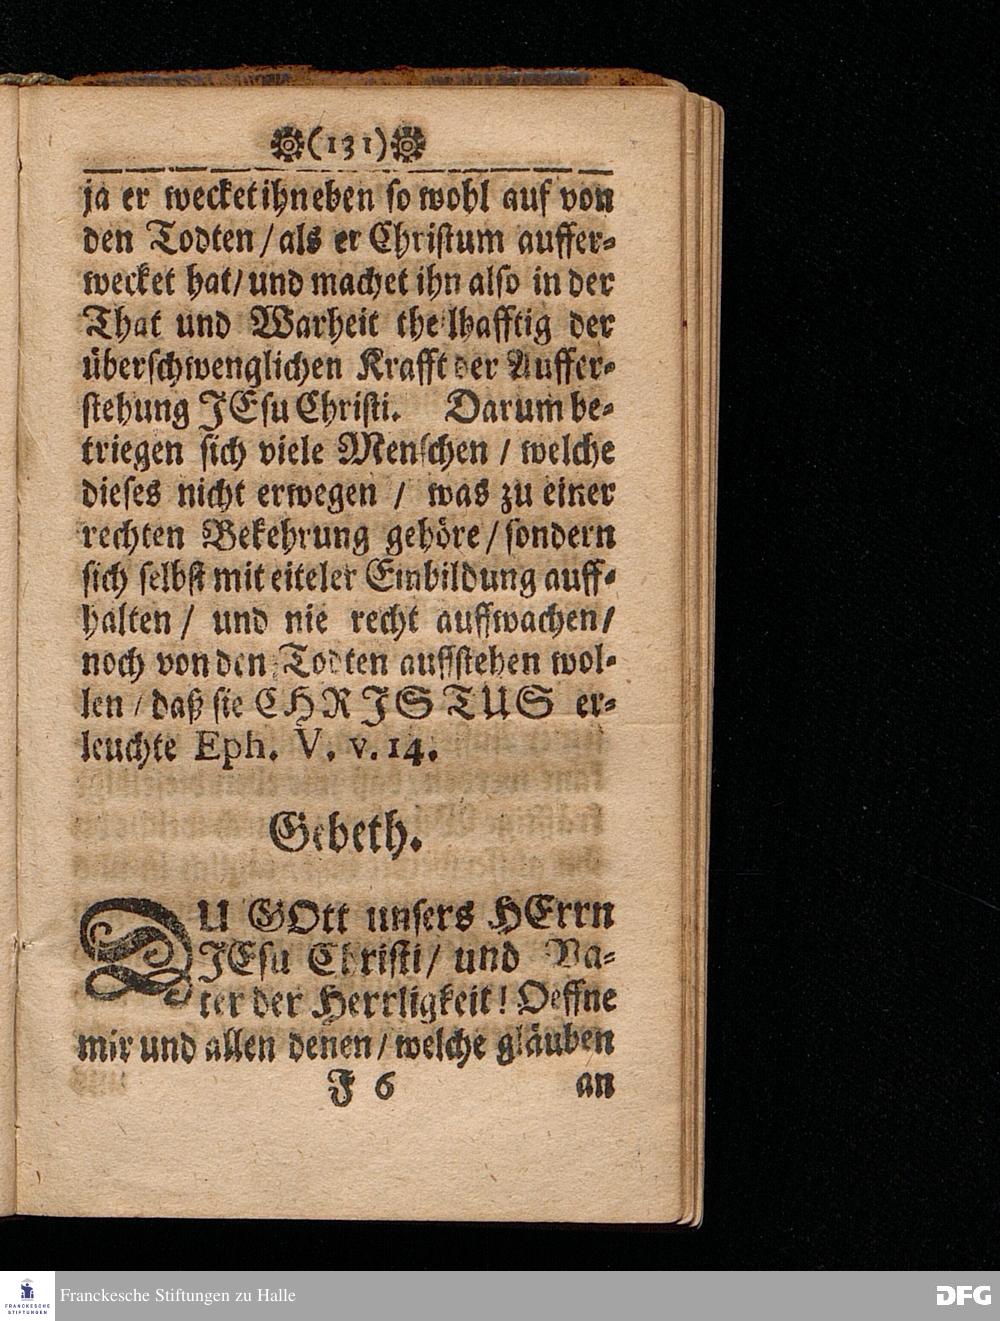 (131)
ja er wecket ihn eben so wohl auf von
den Todten / als er Christum auffer-
wecket hat / und machet ihn also in der
That und Warheit theilhafftig der
überschwenglichen Krafft der Auffer-
stehung JEsu Christi. Darum be-
triegen sich viele Menschen / welche
dieses nicht erwegen / was zu einer
rechten Bekehrung gehöre / sondern
sich selbst mit eiteler Einbildung auff-
halten / und nie recht auffwachen /
noch von den Todten auffstehen wol-
len / daß sie CHRISTUS er-
leuchte Eph. V. v. 14.
Gebeth.
DU GOtt unsers HErrn
JEsu Christi / und Va-
ter der Herrligkeit! Oeffne
mir und allen denen / welche gläuben
J 6 an
FRANCKESCHE
STIFTUNGEN
Franckesche Stiftungen zu Halle
DFG